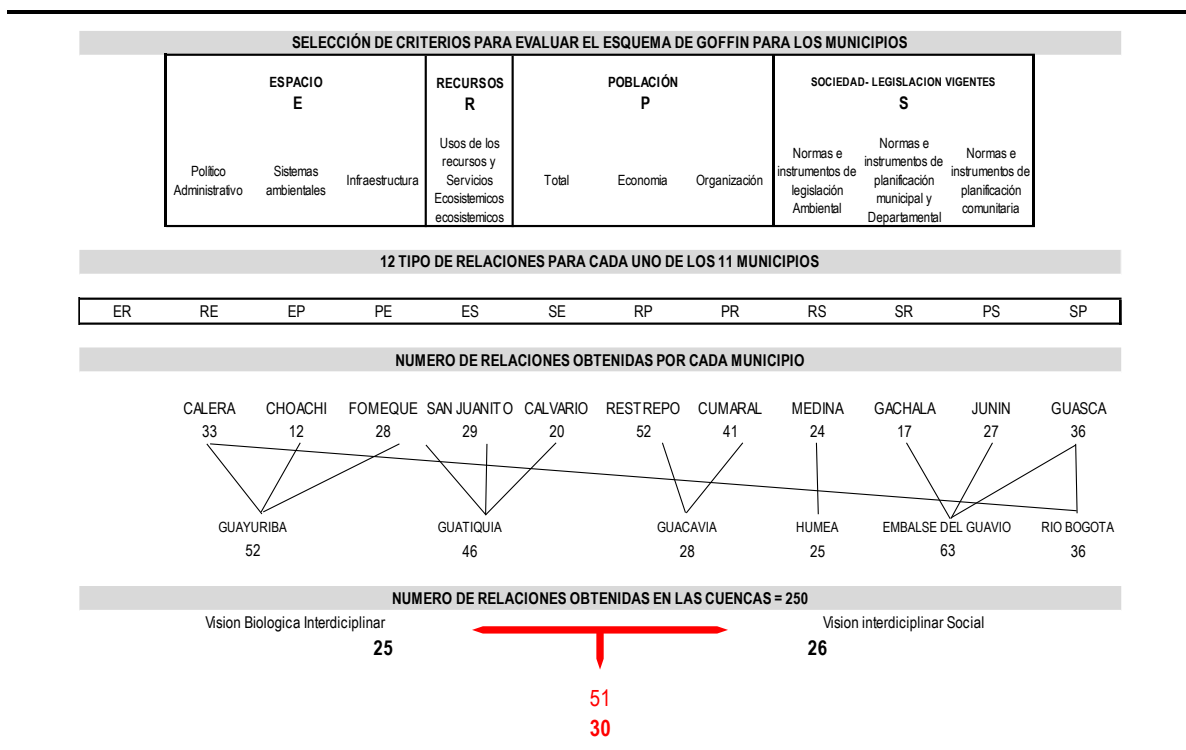 SELECCIÓN DE CRITERIOS PARA EVALUAR EL ESQUEMA DE GOFFIN PARA LOS MUNICIPIOS
ESPACIO
E
RECURSOS
R
POBLACIÓN
P
SOCIEDAD- LEGISLACION VIGENTES
S
Político
Administrativo
Sistemas
ambientales
Infraestructura
Usos de los
recursos y
Servicios
Ecosistemicos
ecosistemicos
Total
Economia
Organización
Normas e
instrumentos de
legislación
Ambiental
Normas e
instrumentos de
planificación
municipal y
Departamental
Normas e
instrumentos de
planificación
comunitaria
12 TIPO DE RELACIONES PARA CADA UNO DE LOS 11 MUNICIPIOS
ER RE EP PE ES SE RP PR RS SR PS SP
NUMERO DE RELACIONES OBTENIDAS POR CADA MUNICIPIO
CALERA CHOACHI FOMEQUE SAN JUANITO CALVARIO RESTREPO CUMARAL MEDINA GACHALA JUNIN GUASCA
33 12 28 29 20 52 41 24 17 27 36
GUAYURIBA GUATIQUIA GUACAVIA HUMEA EMBALSE DEL GUAVIO RIO BOGOTA
52 46 28 25 63 36
NUMERO DE RELACIONES OBTENIDAS EN LAS CUENCAS = 250
Vision Biologica Interdiciplinar Vision interdiciplinar Social
25 26
51
30